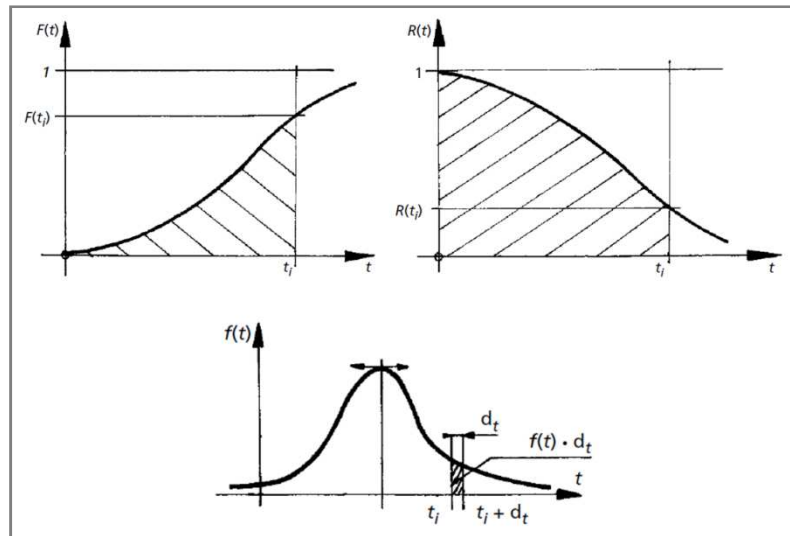 F(t)
1
F(tᵢ)
tᵢ
t
R(t)
1
R(tᵢ)
tᵢ
t
f(t)
dₜ
f(t) · dₜ
t
tᵢ
tᵢ + dₜ